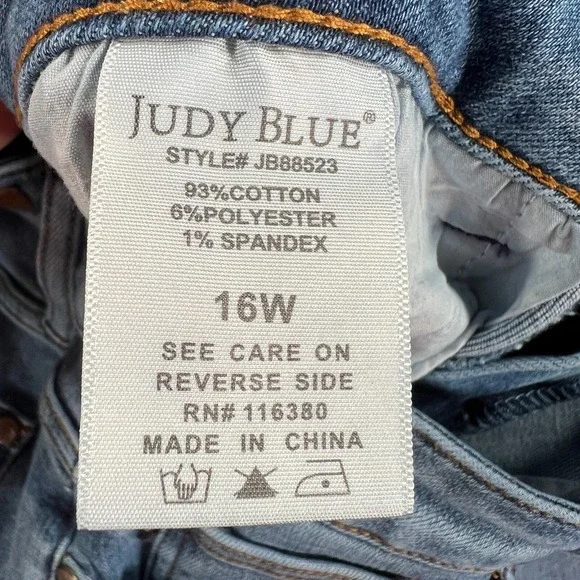 JUDY BLUE®
STYLE# JB88523
93%COTTON
6%POLYESTER
1% SPANDEX
16W
SEE CARE ON
REVERSE SIDE
RN# 116380
MADE IN CHINA